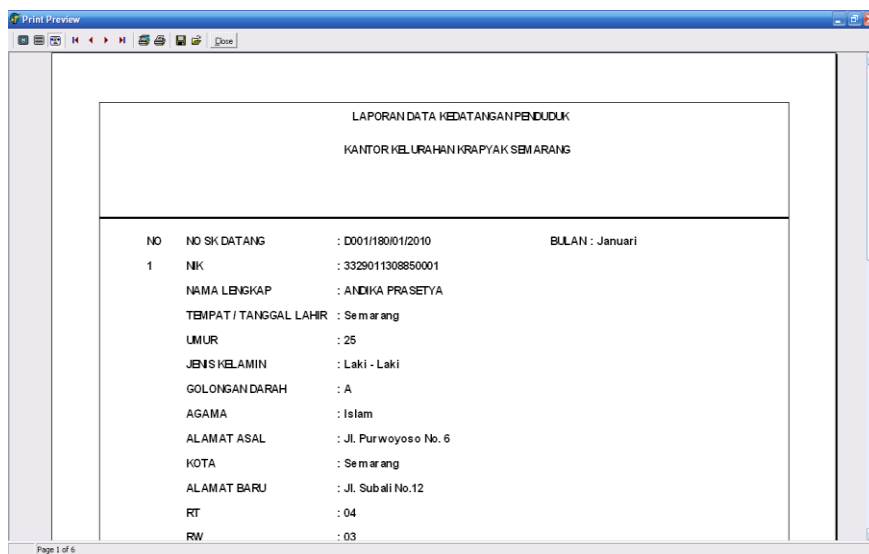 Print Preview
Close
LAPORAN DATA KEDATANGAN PENDUDUK
KANTOR KELURAHAN KRAPYAK SEMARANG
NO NO SK DATANG : D001/180/01/2010 BULAN : Januari
1 NIK : 3329011308850001
NAMA LENGKAP : ANDIKA PRASETYA
TEMPAT / TANGGAL LAHIR : Semarang
UMUR : 25
JENIS KELAMIN : Laki - Laki
GOLONGAN DARAH : A
AGAMA : Islam
ALAMAT ASAL : Jl. Purwoyoso No. 6
KOTA : Semarang
ALAMAT BARU : Jl. Subali No.12
RT : 04
RW : 03
Page 1 of 6